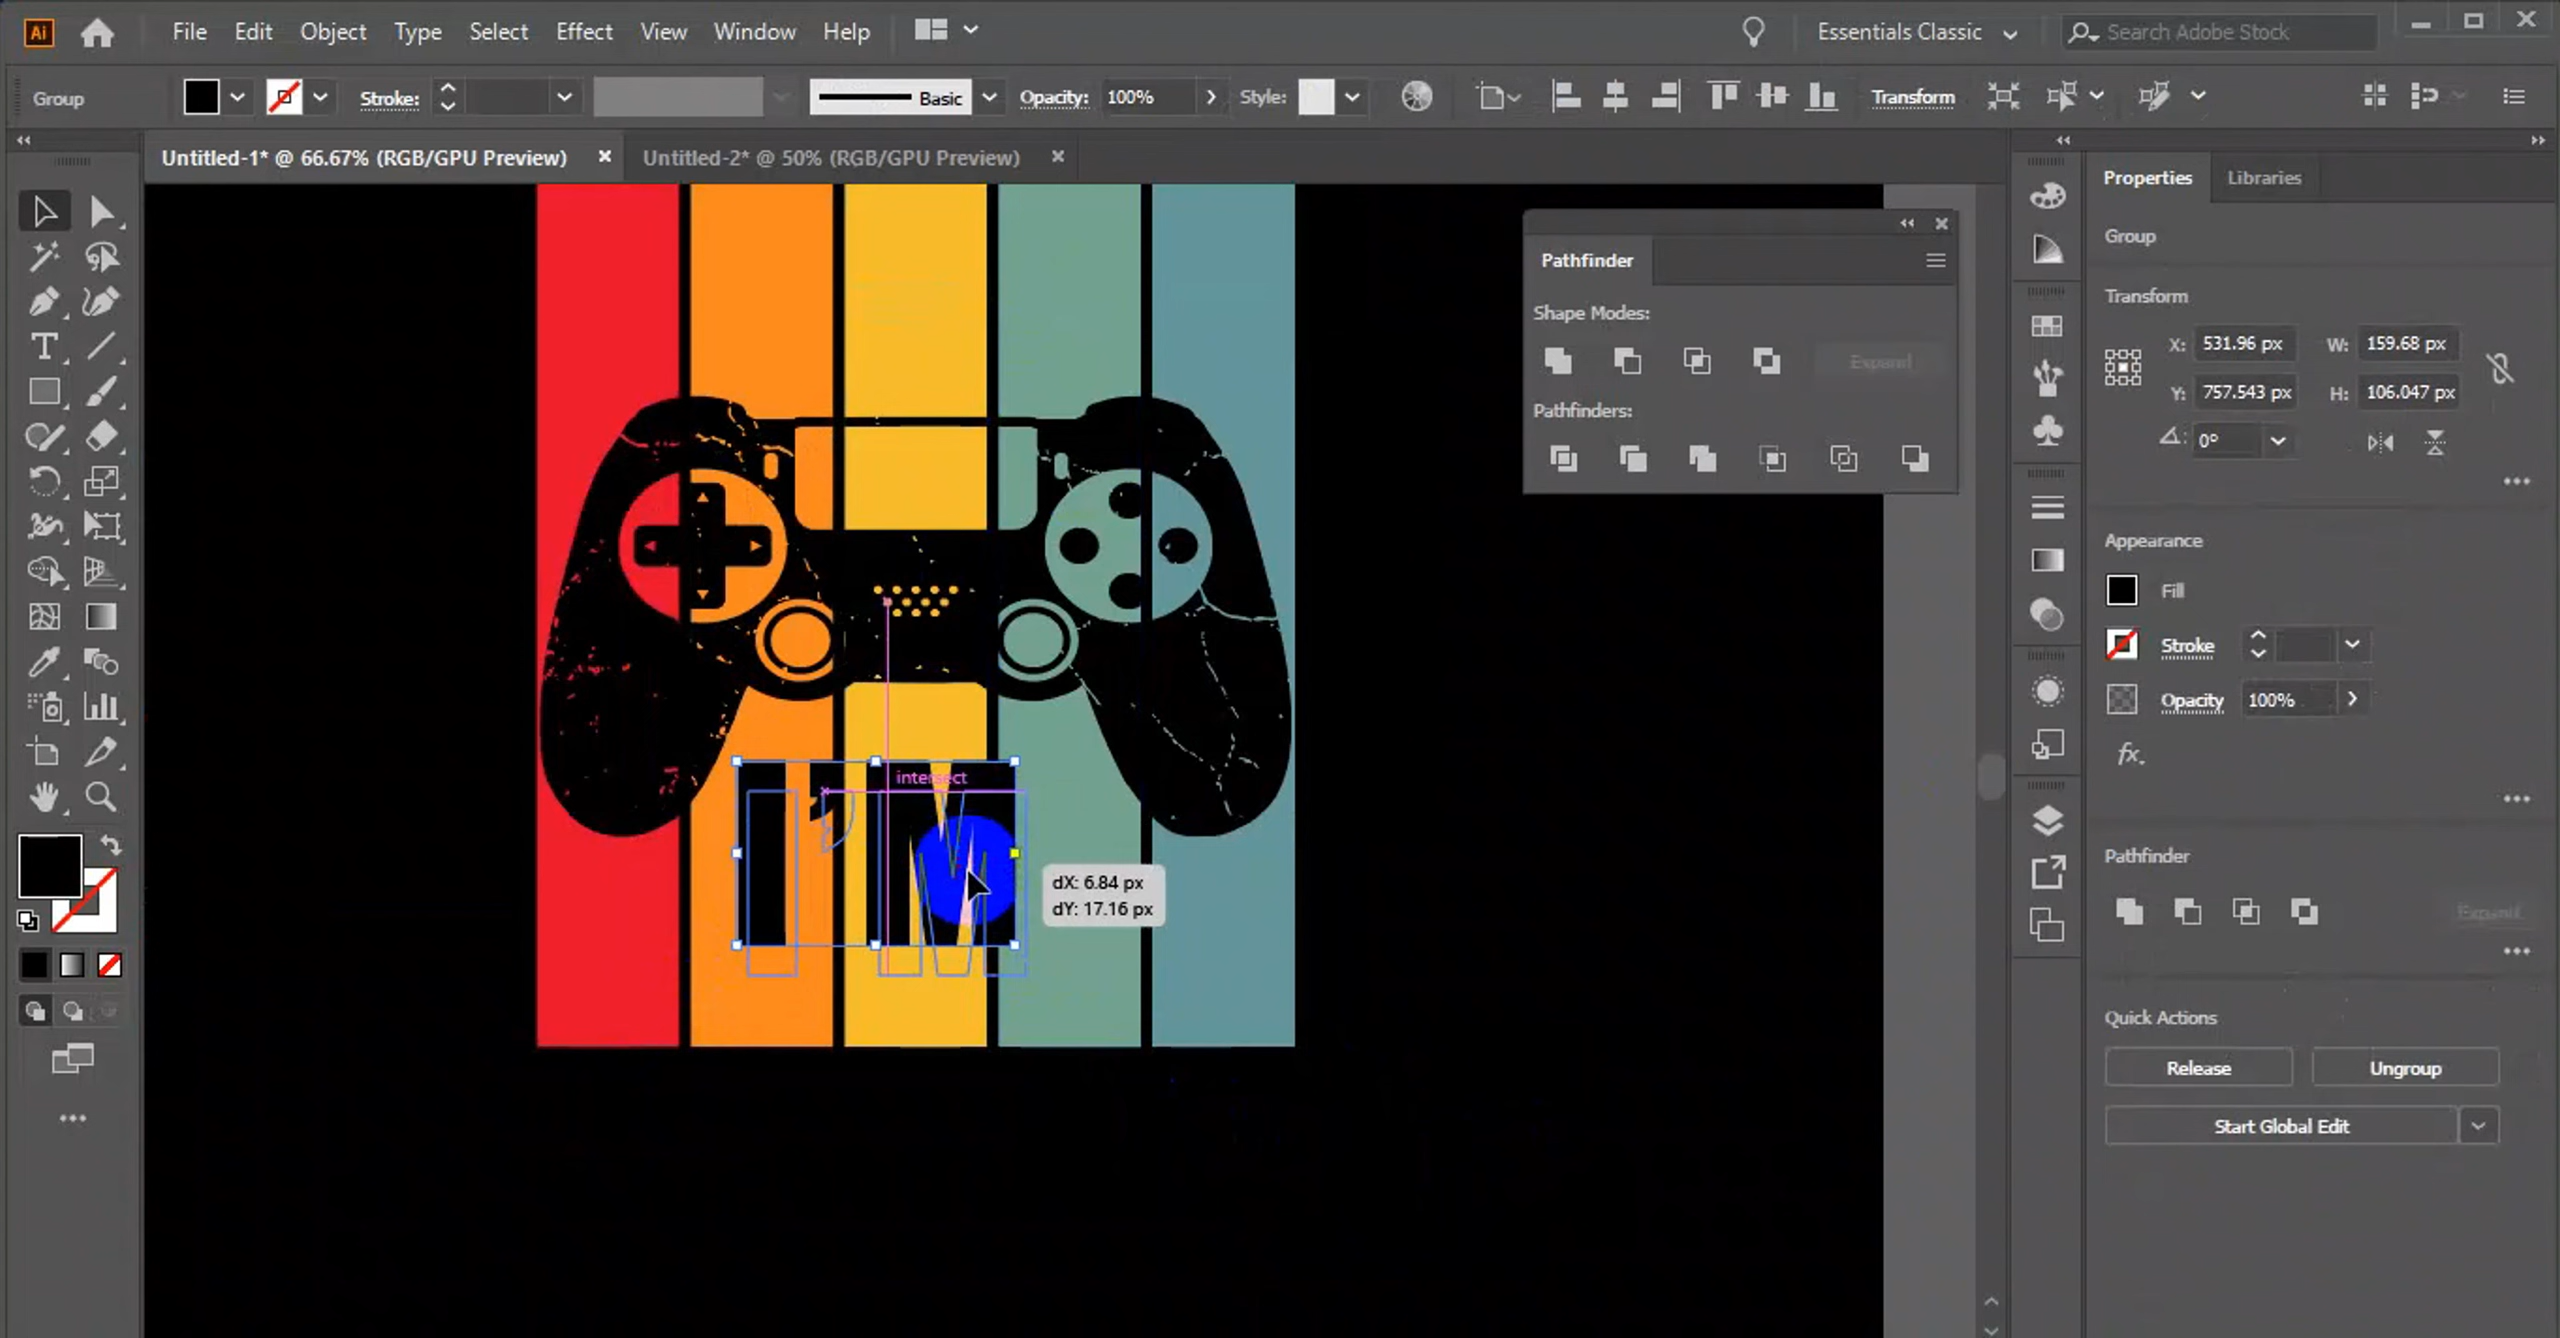 Ai File Edit Object Type Select Effect View Window Help Essentials Classic Search Adobe Stock
Group Stroke: Basic Opacity: 100% Style: Transform
Untitled-1* @ 66.67% (RGB/GPU Preview) Untitled-2* @ 50% (RGB/GPU Preview)
Properties Libraries
Group
Transform
X: 531.96 px W: 159.68 px
Y: 757.543 px H: 106.047 px
0°
Appearance
Fill
Stroke
Opacity 100%
fx.
Pathfinder
Expand
Quick Actions
Release Ungroup
Start Global Edit
Pathfinder
Shape Modes:
Expand
Pathfinders:
I'M
intersect
dX: 6.84 px
dY: 17.16 px